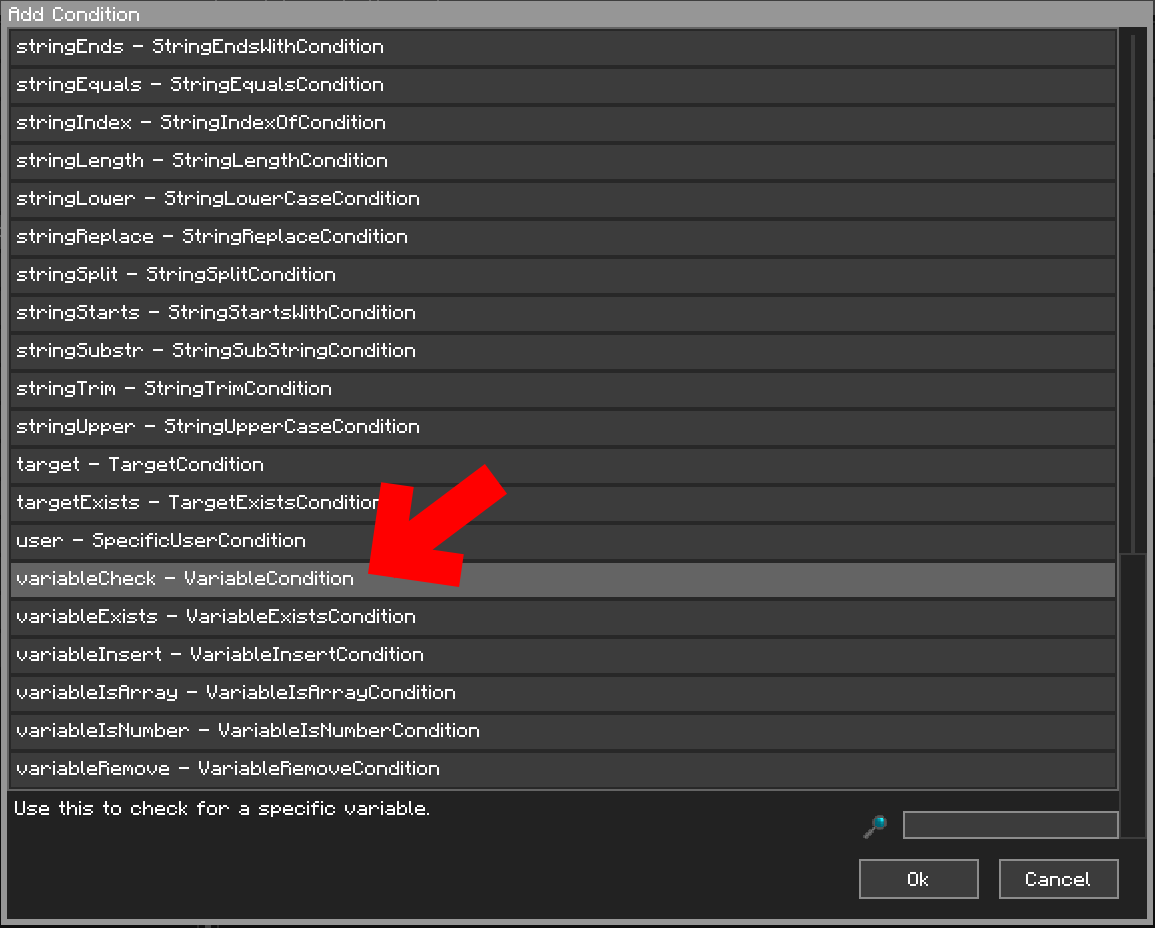 Add Condition
stringEnds - StringEndsWithCondition
stringEquals - StringEqualsCondition
stringIndex - StringIndexOfCondition
stringLength - StringLengthCondition
stringLower - StringLowerCaseCondition
stringReplace - StringReplaceCondition
stringSplit - StringSplitCondition
stringStarts - StringStartsWithCondition
stringSubstr - StringSubStringCondition
stringTrim - StringTrimCondition
stringUpper - StringUpperCaseCondition
target - TargetCondition
targetExists - TargetExistsCondition
user - SpecificUserCondition
variableCheck - VariableCondition
variableExists - VariableExistsCondition
variableInsert - VariableInsertCondition
variableIsArray - VariableIsArrayCondition
variableIsNumber - VariableIsNumberCondition
variableRemove - VariableRemoveCondition
Use this to check for a specific variable.
Ok
Cancel